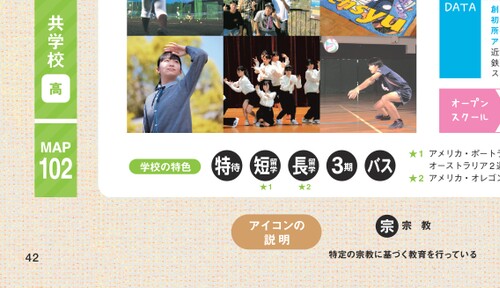 共学校
高
MAP
102
DATA
オープン
スクール
学校の特色
特待
短留学
★1
長留学
★2
3期
バス
★1 アメリカ・ポート
オーストラリア2
★2 アメリカ・オレゴン
アイコンの
説明
宗 宗教
特定の宗教に基づく教育を行っている
42